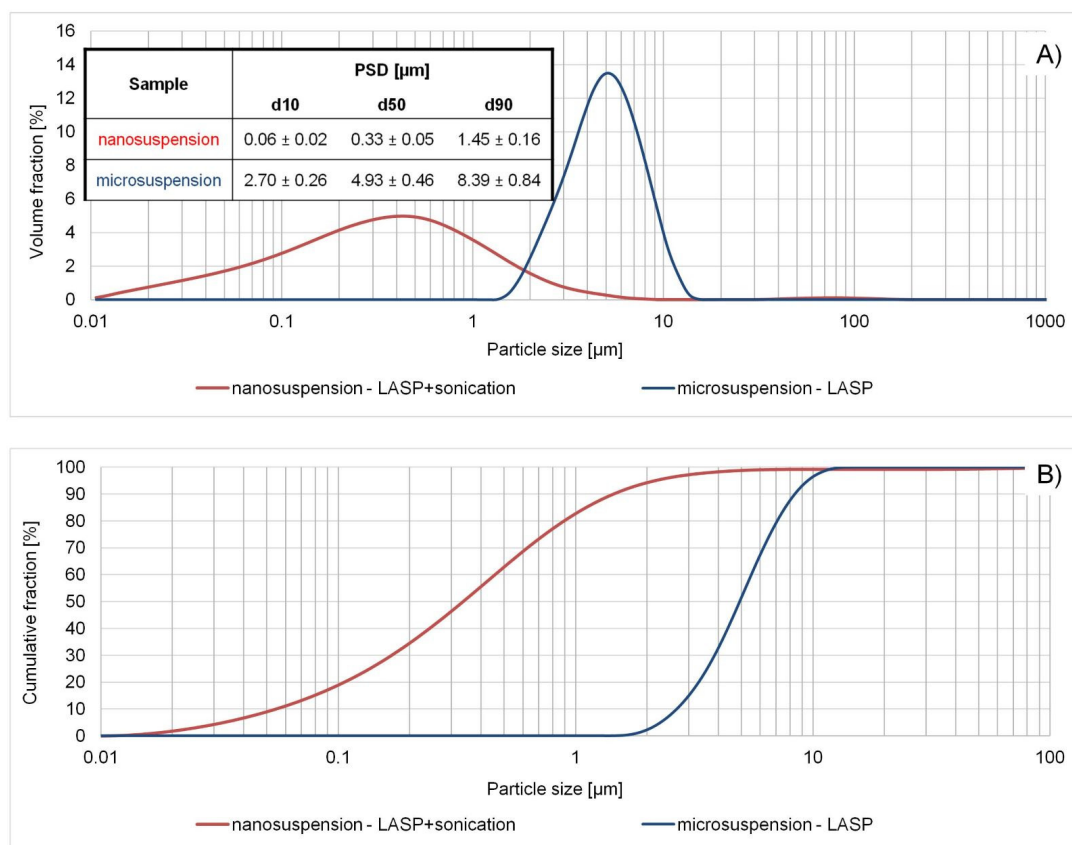 A)
Volume fraction [%]
16
14
12
10
8
6
4
2
0
Sample PSD [µm]
d10 d50 d90
nanosuspension 0.06 ± 0.02 0.33 ± 0.05 1.45 ± 0.16
microsuspension 2.70 ± 0.26 4.93 ± 0.46 8.39 ± 0.84
0.01 0.1 1 10 100 1000
Particle size [µm]
nanosuspension - LASP+sonication microsuspension - LASP
B)
Cumulative fraction [%]
100
90
80
70
60
50
40
30
20
10
0
0.01 0.1 1 10 100
Particle size [µm]
nanosuspension - LASP+sonication microsuspension - LASP